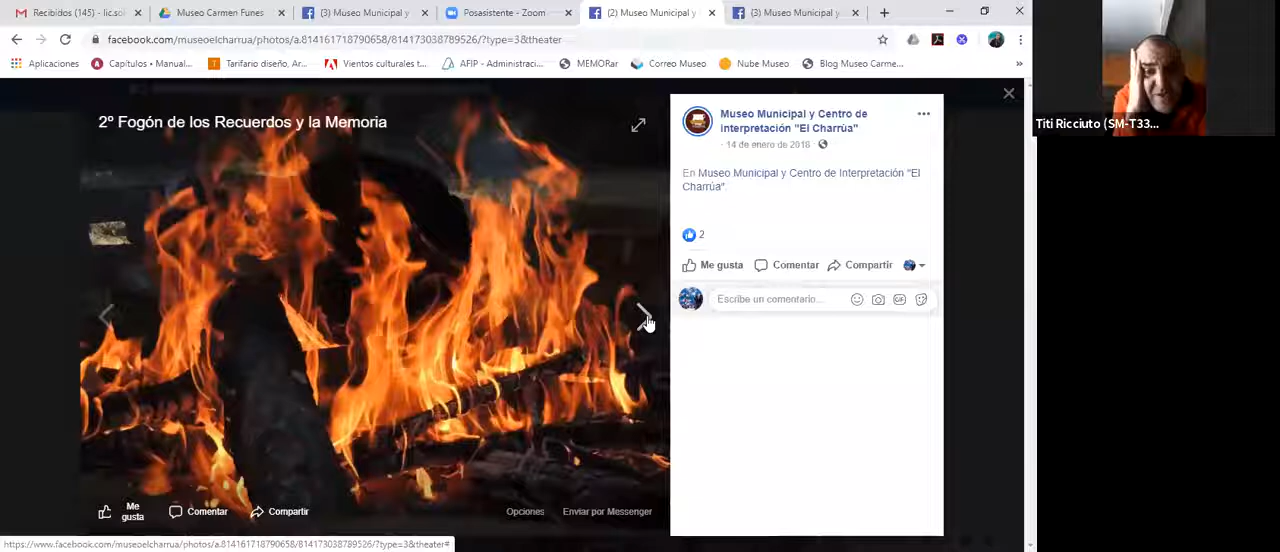 Recibidos (145) - lic.sol
Museo Carmen Funes
(3) Museo Municipal y
Posasistente - Zoom
(2) Museo Municipal y
(3) Museo Municipal y
facebook.com/museoelcharrua/photos/a.814161718790658/814173038789526/?type=3&theater
Aplicaciones
Capítulos • Manual...
Tarifario diseño, Ar...
Vientos culturales t...
AFIP - Administraci...
MEMORar
Correo Museo
Nube Museo
Blog Museo Carme...
»
Titi Ricciuto (SM-T33...
2º Fogón de los Recuerdos y la Memoria
Museo Municipal y Centro de
Interpretación "El Charrúa"
· 14 de enero de 2018 ·
En Museo Municipal y Centro de Interpretación "El
Charrúa".
2
Me gusta
Comentar
Compartir
Escribe un comentario...
GIF
Me
gusta
Comentar
Compartir
Opciones
Enviar por Messenger
https://www.facebook.com/museoelcharrua/photos/a.814161718790658/814173038789526/?type=3&theater#